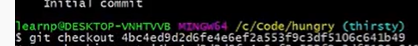 Initial commit
learnp@DESKTOP-VNHTVVB MINGW64 /c/Code/hungry (thirsty)
$ git checkout 4bc4ed9d2d6fe4e6ef2a553f9c3df5106c641b49